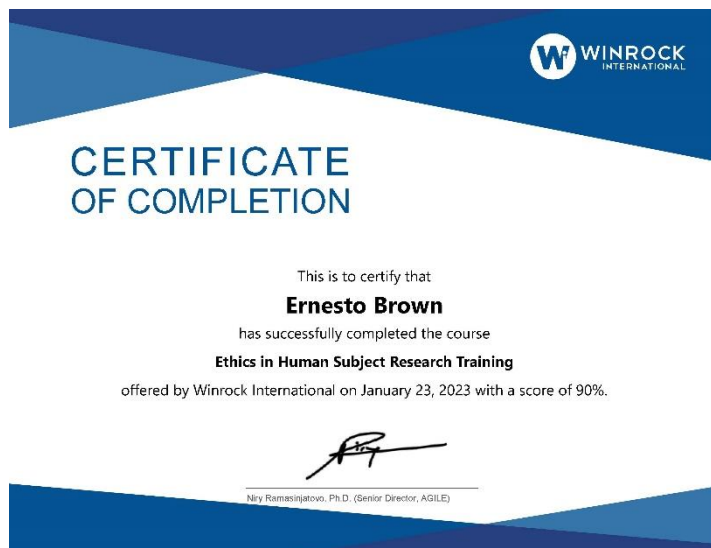 WINROCK
INTERNATIONAL
CERTIFICATE
OF COMPLETION
This is to certify that
Ernesto Brown
has successfully completed the course
Ethics in Human Subject Research Training
offered by Winrock International on January 23, 2023 with a score of 90%.
Niry Ramasinjatovo, Ph.D. (Senior Director, AGILE)